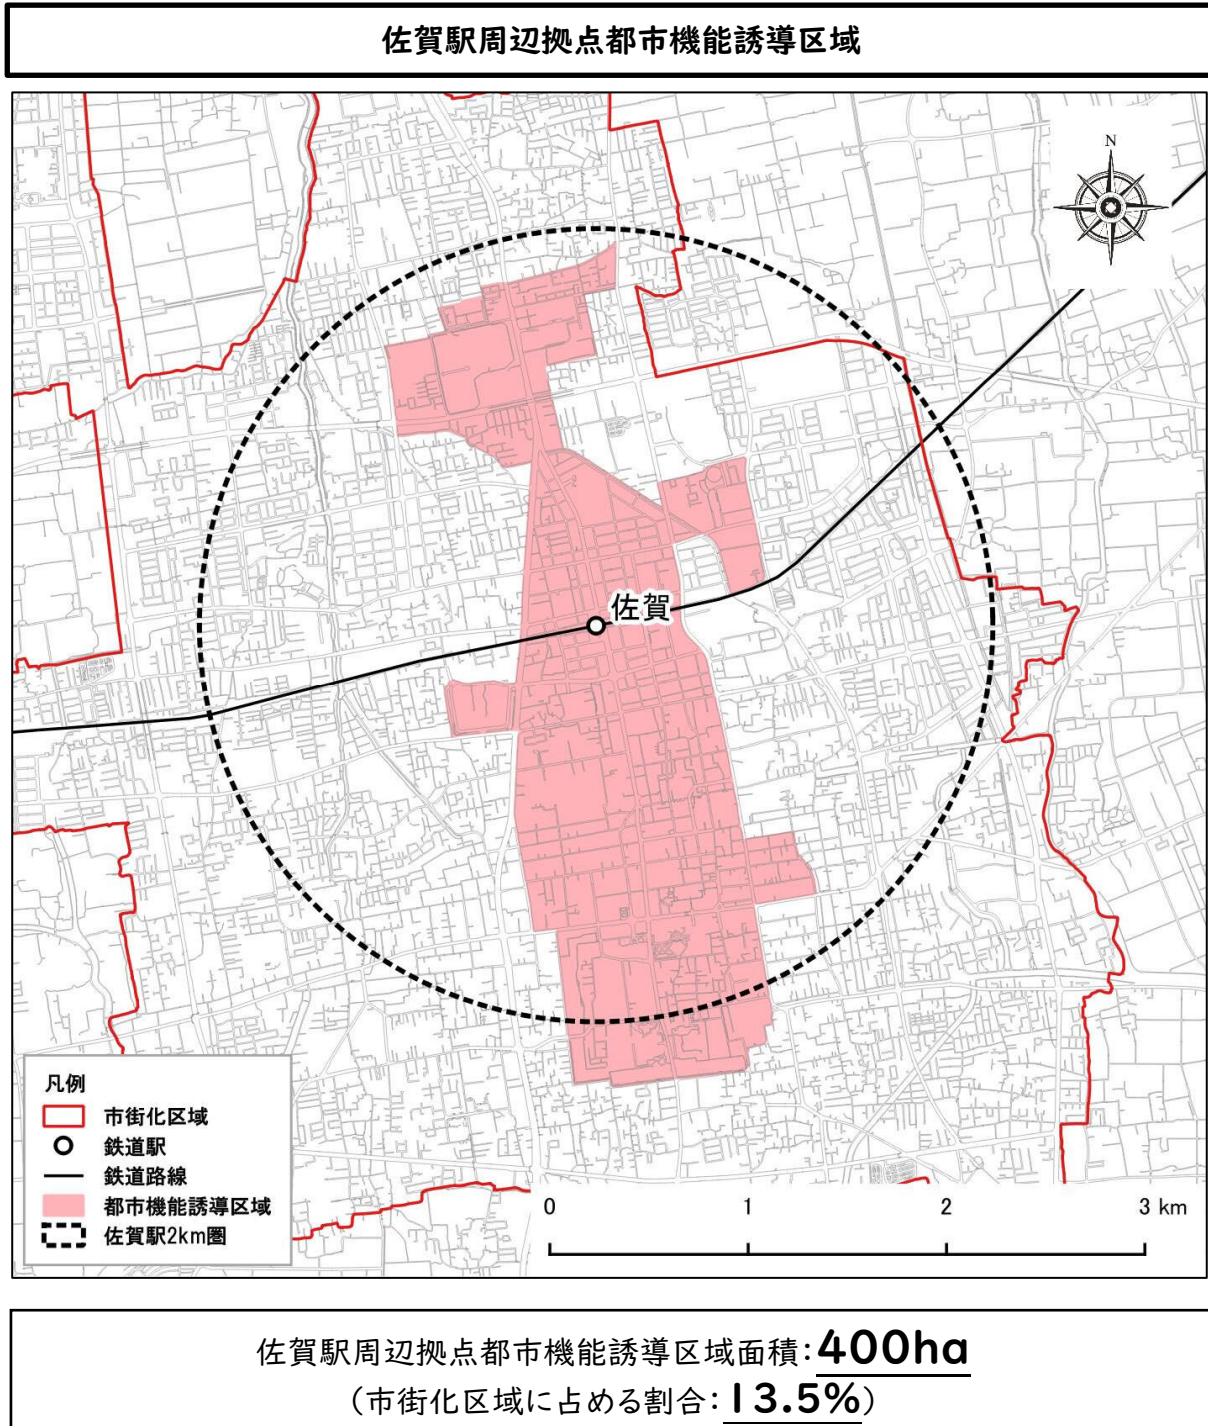 佐賀駅周辺拠点都市機能誘導区域
N
佐賀
凡例
市街化区域
鉄道駅
鉄道路線
都市機能誘導区域
佐賀駅2km圏
0 1 2 3 km
佐賀駅周辺拠点都市機能誘導区域面積:400ha
(市街化区域に占める割合:13.5%)